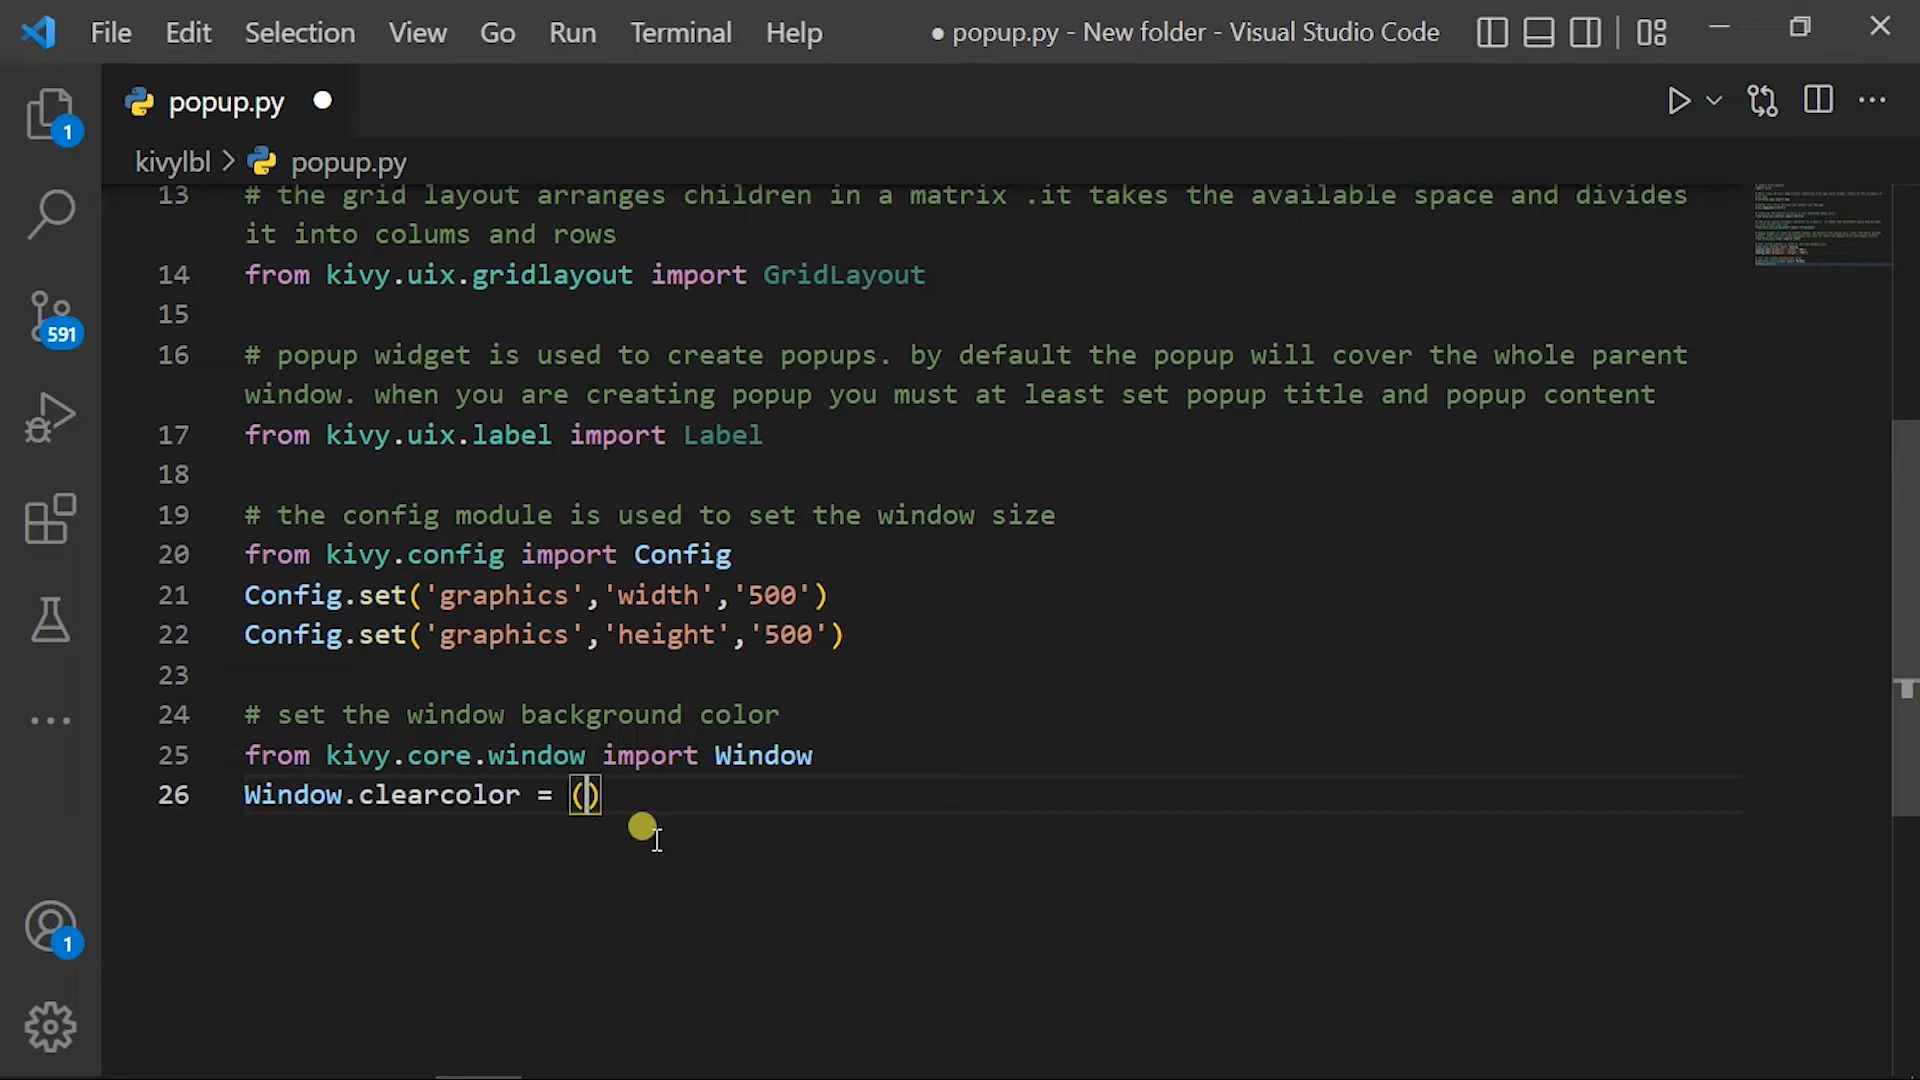 File Edit Selection View Go Run Terminal Help ● popup.py - New folder - Visual Studio Code
popup.py
kivylbl > popup.py
1
591
1
13 # the grid layout arranges children in a matrix .it takes the available space and divides
it into colums and rows
14 from kivy.uix.gridlayout import GridLayout
15
16 # popup widget is used to create popups. by default the popup will cover the whole parent
window. when you are creating popup you must at least set popup title and popup content
17 from kivy.uix.label import Label
18
19 # the config module is used to set the window size
20 from kivy.config import Config
21 Config.set('graphics','width','500')
22 Config.set('graphics','height','500')
23
24 # set the window background color
25 from kivy.core.window import Window
26 Window.clearcolor = ()